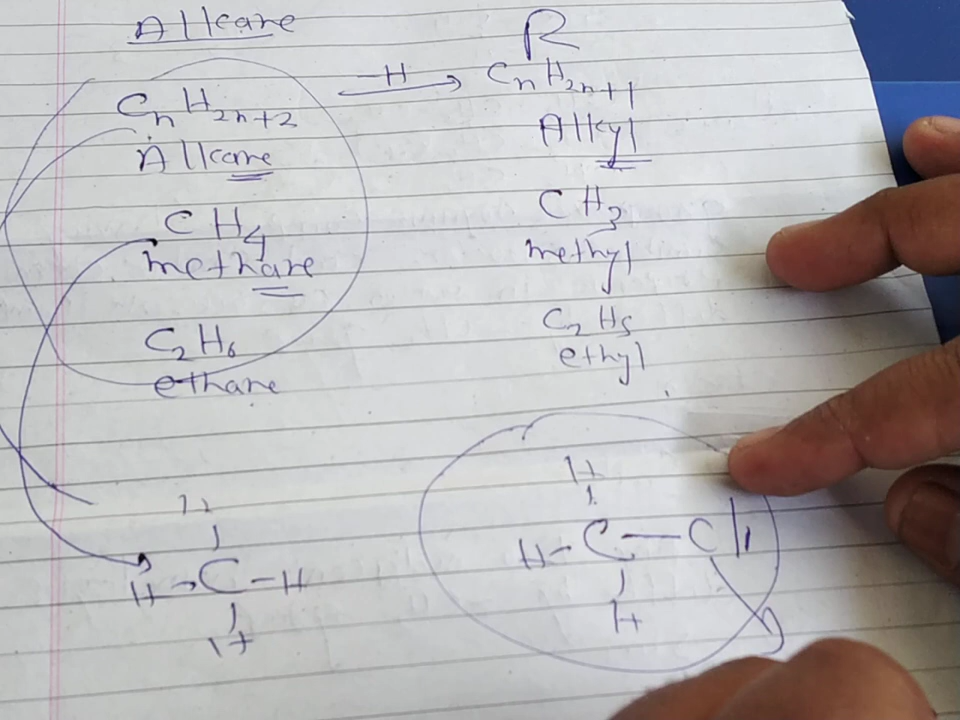 Alkane
CnH2n+2 —H→ R CnH2n+1
Alkane Alkyl
CH4 CH3
methane methyl
C2H6 C2H5
ethane ethyl
H H
H-C-H H-C-Cl
H H